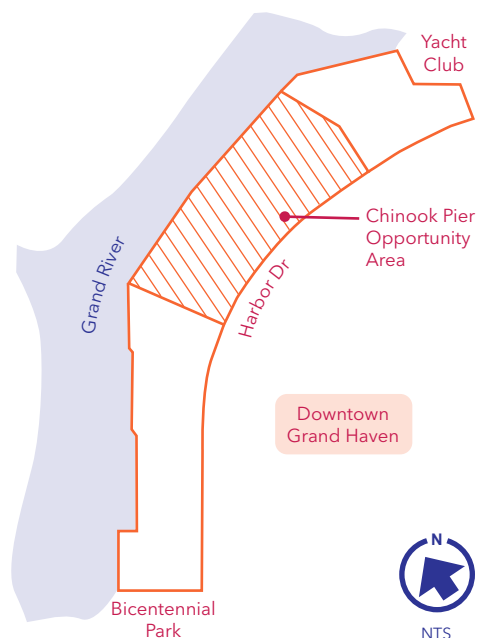 Yacht
Club
Chinook Pier
Opportunity
Area
Grand River
Harbor Dr
Downtown
Grand Haven
N
Bicentennial
Park
NTS